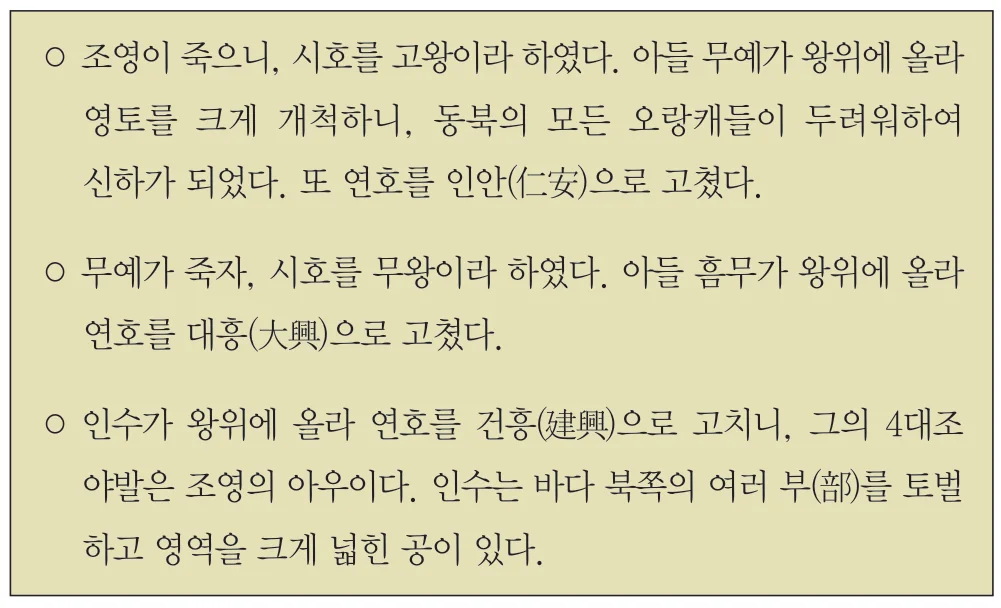 ○ 조영이 죽으니, 시호를 고왕이라 하였다. 아들 무예가 왕위에 올라
영토를 크게 개척하니, 동북의 모든 오랑캐들이 두려워하여
신하가 되었다. 또 연호를 인안(仁安)으로 고쳤다.
○ 무예가 죽자, 시호를 무왕이라 하였다. 아들 흠무가 왕위에 올라
연호를 대흥(大興)으로 고쳤다.
○ 인수가 왕위에 올라 연호를 건흥(建興)으로 고치니, 그의 4대조
야발은 조영의 아우이다. 인수는 바다 북쪽의 여러 부(部)를 토벌
하고 영역을 크게 넓힌 공이 있다.